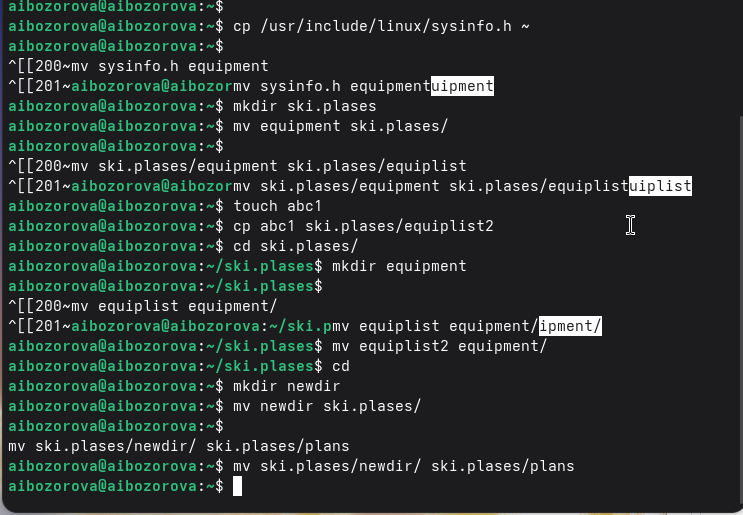 aibozorova@aibozorova:~$
aibozorova@aibozorova:~$ cp /usr/include/linux/sysinfo.h ~
aibozorova@aibozorova:~$
^[[200~mv sysinfo.h equipment
^[[201~aibozorova@aibozormv sysinfo.h equipmentuipment
aibozorova@aibozorova:~$ mkdir ski.plases
aibozorova@aibozorova:~$ mv equipment ski.plases/
aibozorova@aibozorova:~$
^[[200~mv ski.plases/equipment ski.plases/equiplist
^[[201~aibozorova@aibozormv ski.plases/equipment ski.plases/equiplistuiplist
aibozorova@aibozorova:~$ touch abc1
aibozorova@aibozorova:~$ cp abc1 ski.plases/equiplist2
aibozorova@aibozorova:~$ cd ski.plases/
aibozorova@aibozorova:~/ski.plases$ mkdir equipment
aibozorova@aibozorova:~/ski.plases$
^[[200~mv equiplist equipment/
^[[201~aibozorova@aibozorova:~/ski.pmv equiplist equipment/ipment/
aibozorova@aibozorova:~/ski.plases$ mv equiplist2 equipment/
aibozorova@aibozorova:~/ski.plases$ cd
aibozorova@aibozorova:~$ mkdir newdir
aibozorova@aibozorova:~$ mv newdir ski.plases/
aibozorova@aibozorova:~$
mv ski.plases/newdir/ ski.plases/plans
aibozorova@aibozorova:~$ mv ski.plases/newdir/ ski.plases/plans
aibozorova@aibozorova:~$